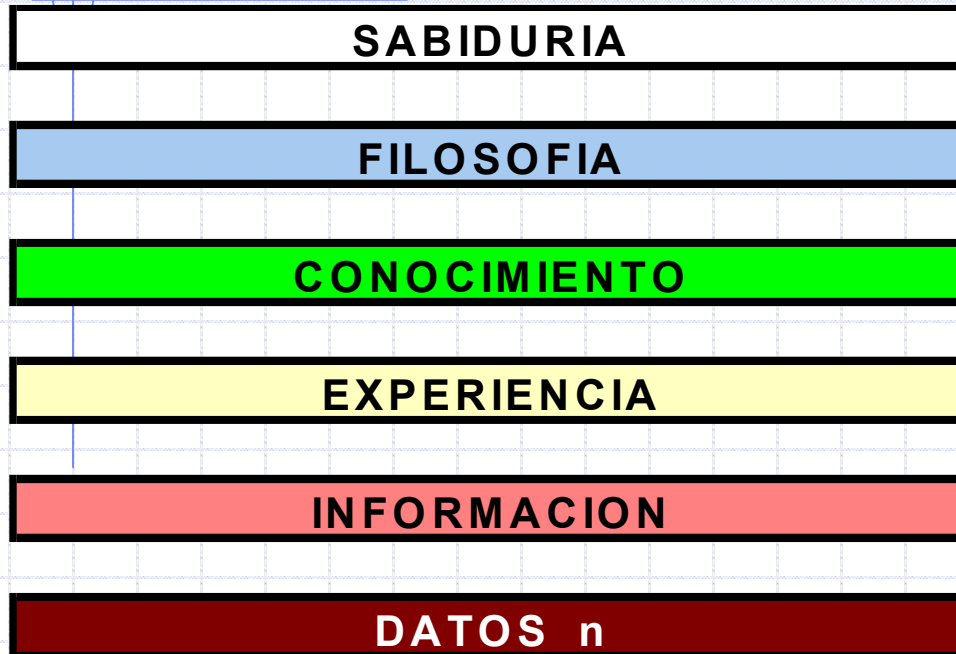 SABIDURIA
FILOSOFIA
CONOCIMIENTO
EXPERIENCIA
INFORMACION
DATOS n